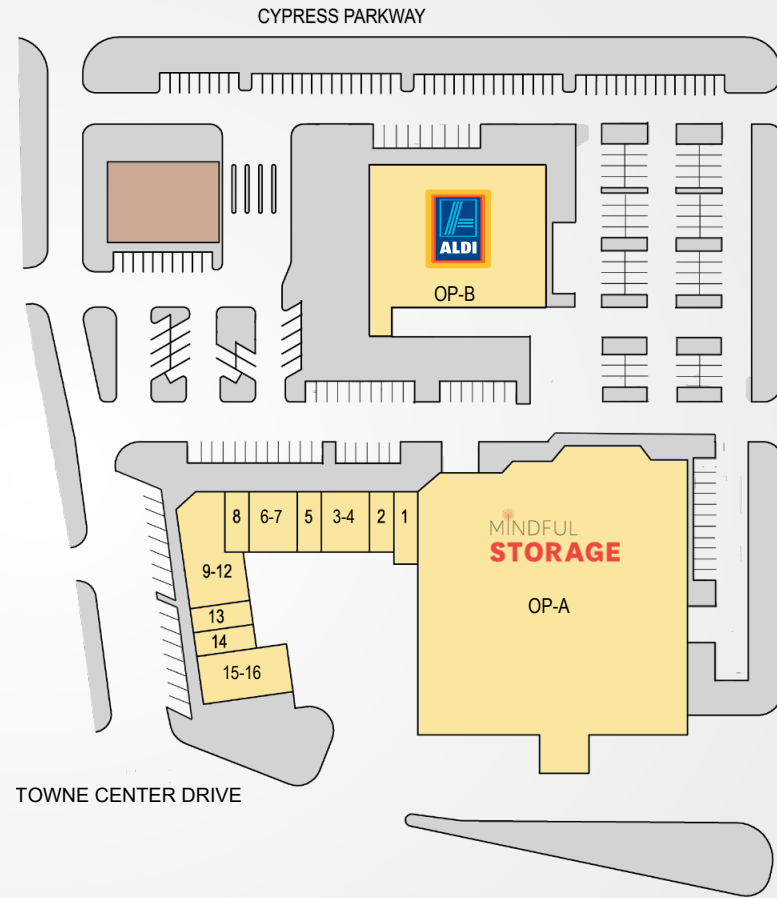 CYPRESS PARKWAY
ALDI
OP-B
8
6-7
5
3-4
2
1
MINDFUL
STORAGE
9-12
OP-A
13
14
15-16
TOWNE CENTER DRIVE